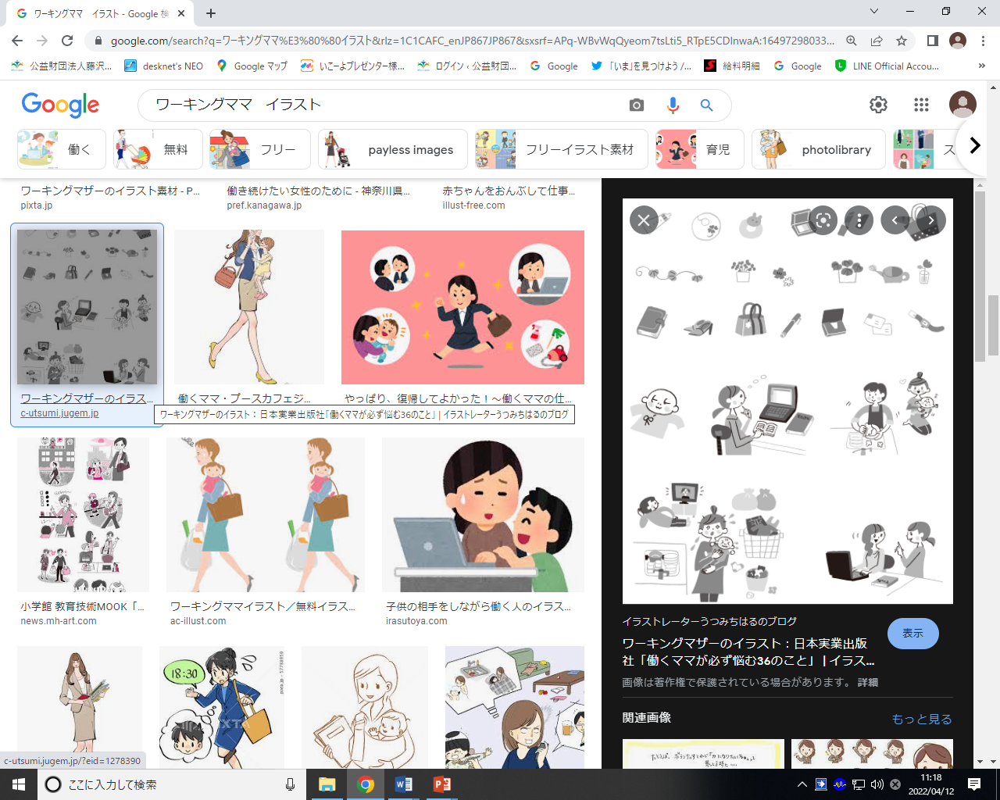 ワーキングママ　イラスト - Google 検
google.com/search?q=ワーキングママ%E3%80%80イラスト&rlz=1C1CAFC_enJP867JP867&sxsrf=APq-WBvWqQyeom7tsLti5_RTpE5CDInwaA:16497298033...
公益財団法人藤沢...
desknet's NEO
Google マップ
いこーよプレゼンター様...
ログイン ‹ 公益財団...
Google
「いま」を見つけよう /...
給料明細
Google
LINE Official Accou...
»
Google
ワーキングママ　イラスト
働く
無料
フリー
payless images
フリーイラスト素材
育児
photolibrary
ス
ワーキングマザーのイラスト素材 - P...
pixta.jp
働き続けたい女性のために - 神奈川県...
pref.kanagawa.jp
赤ちゃんをおんぶして仕事...
illust-free.com
ワーキングマザーのイラス...
c-utsumi.jugem.jp
働くママ・プースカフェジ...
やっぱり、復帰してよかった！～働くママの仕...
ワーキングマザーのイラスト：日本実業出版社「働くママが必ず悩む36のこと」 | イラストレーターうつみちはるのブログ
小学館 教育技術MOOK「...
news.mh-art.com
ワーキングママイラスト／無料イラス...
ac-illust.com
子供の相手をしながら働く人のイラス...
irasutoya.com
18:30
pixta.jp - 57788959
イラストレーターうつみちはるのブログ
表示
ワーキングマザーのイラスト：日本実業出版
社「働くママが必ず悩む36のこと」 | イラス...
画像は著作権で保護されている場合があります。 詳細
関連画像
もっと見る
c-utsumi.jugem.jp/?eid=1278390
ここに入力して検索
11:18
2022/04/12